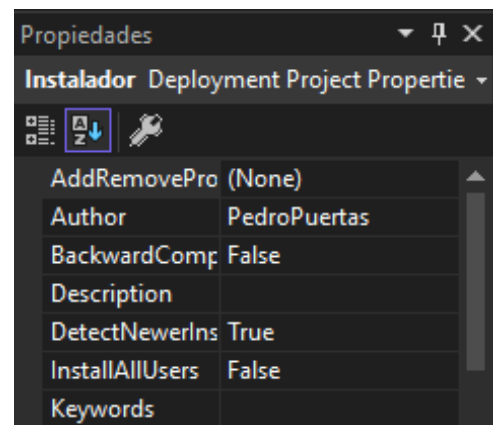 Propiedades
Instalador Deployment Project Propertie
AddRemovePro (None)
Author PedroPuertas
BackwardComp False
Description
DetectNewerIns True
InstallAllUsers False
Keywords